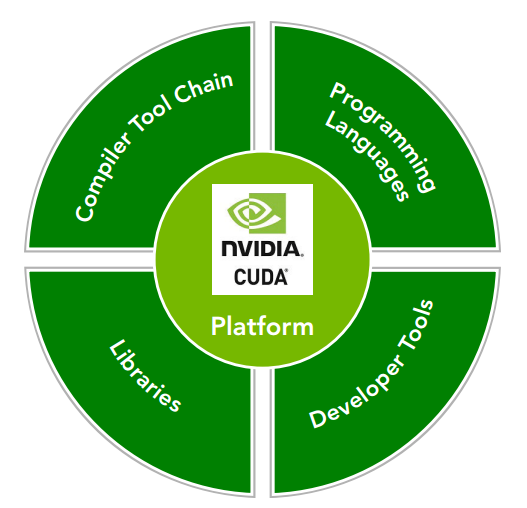 Compiler Tool Chain
Programming
Languages
NVIDIA.
CUDA®
Platform
Libraries
Developer Tools